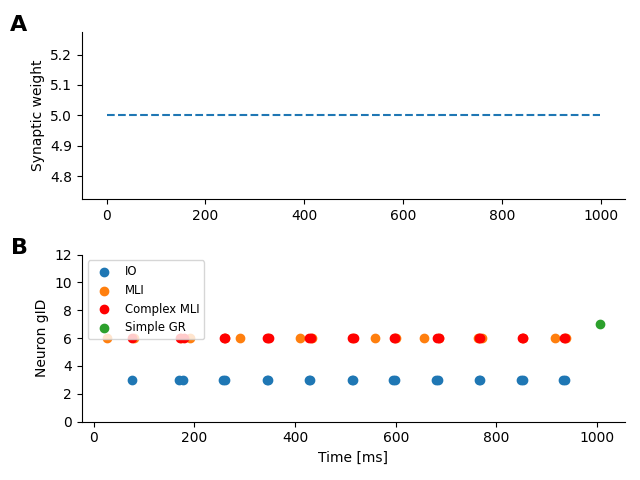 A
5.2
5.1
5.0
4.9
4.8
Synaptic weight
0 200 400 600 800 1000
B
12
10
8
6
4
2
0
Neuron gID
IO
MLI
Complex MLI
Simple GR
0 200 400 600 800 1000
Time [ms]